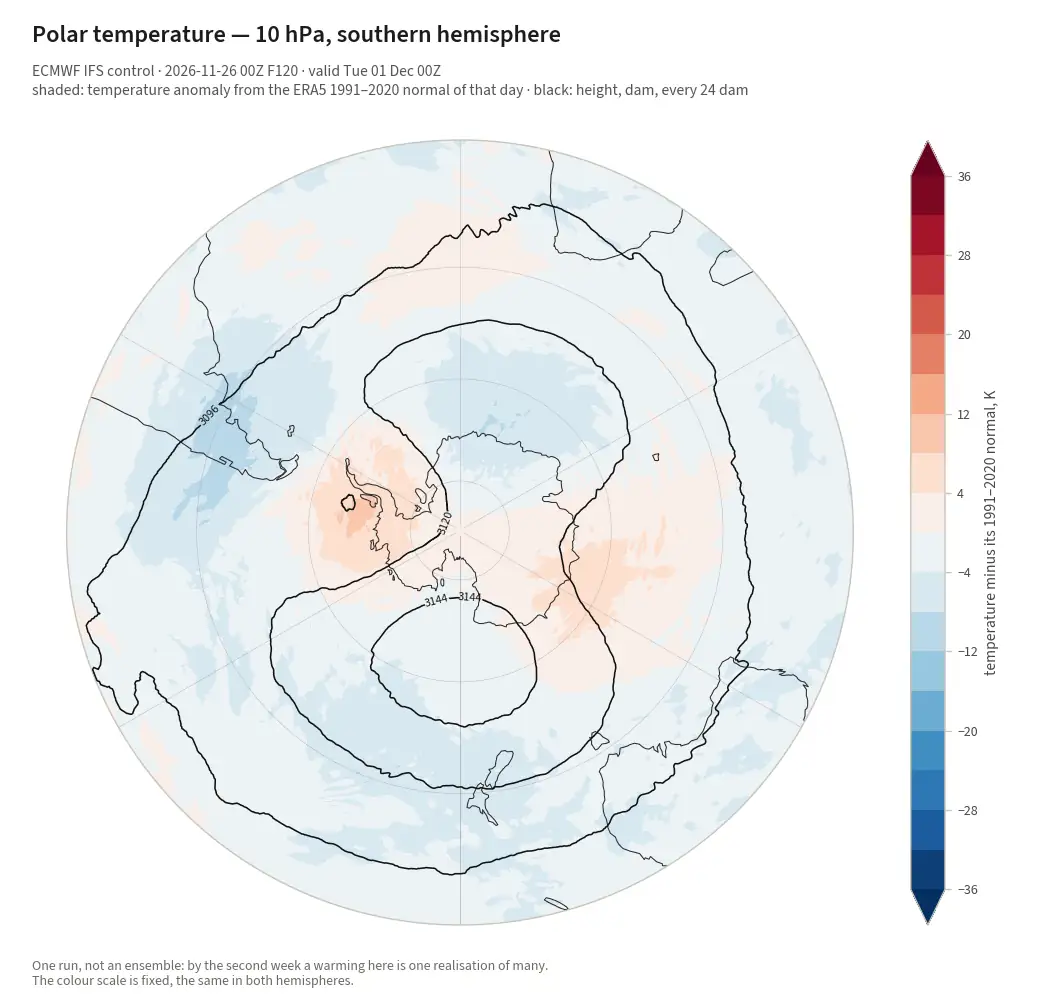 Polar temperature — 10 hPa, southern hemisphere
ECMWF IFS control · 2026-11-26 00Z F120 · valid Tue 01 Dec 00Z
shaded: temperature anomaly from the ERA5 1991–2020 normal of that day · black: height, dam, every 24 dam
36
28
20
12
4
−4
−12
−20
−28
−36
temperature minus its 1991–2020 normal, K
3096
3120
3144
3144
One run, not an ensemble: by the second week a warming here is one realisation of many.
The colour scale is fixed, the same in both hemispheres.